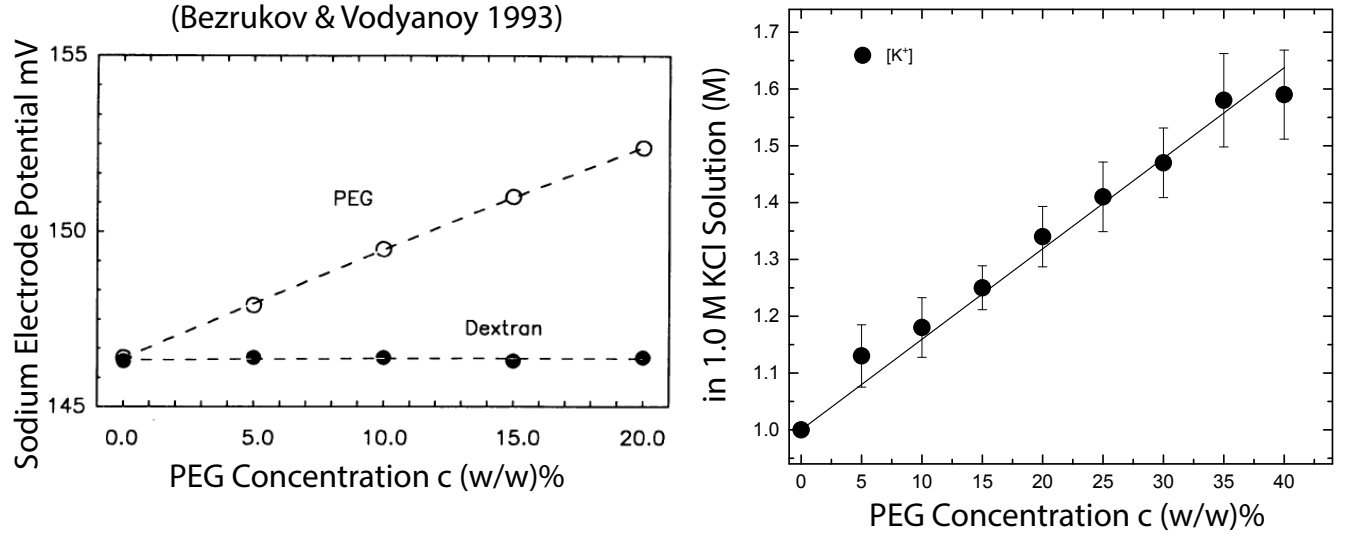 (Bezrukov & Vodyanoy 1993)
Sodium Electrode Potential mV
155
150
145
PEG
Dextran
0.0 5.0 10.0 15.0 20.0
PEG Concentration c (w/w)%
in 1.0 M KCl Solution (M)
1.7
1.6
1.5
1.4
1.3
1.2
1.1
1.0
[K+]
0 5 10 15 20 25 30 35 40
PEG Concentration c (w/w)%